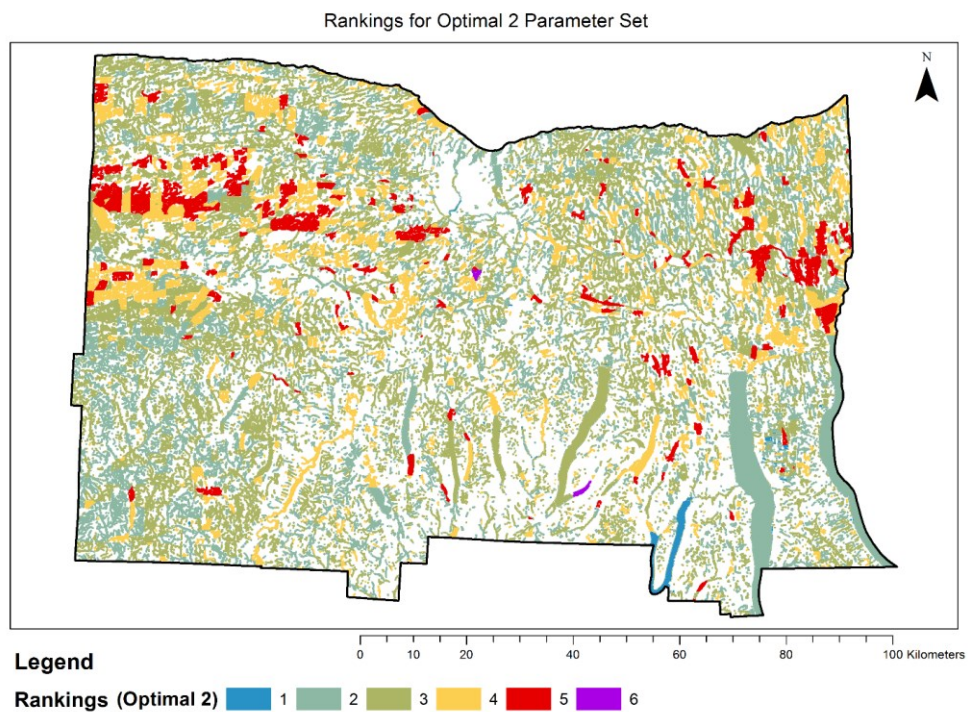 Rankings for Optimal 2 Parameter Set
N
0 10 20 40 60 80 100 Kilometers
Legend
Rankings (Optimal 2) 1 2 3 4 5 6